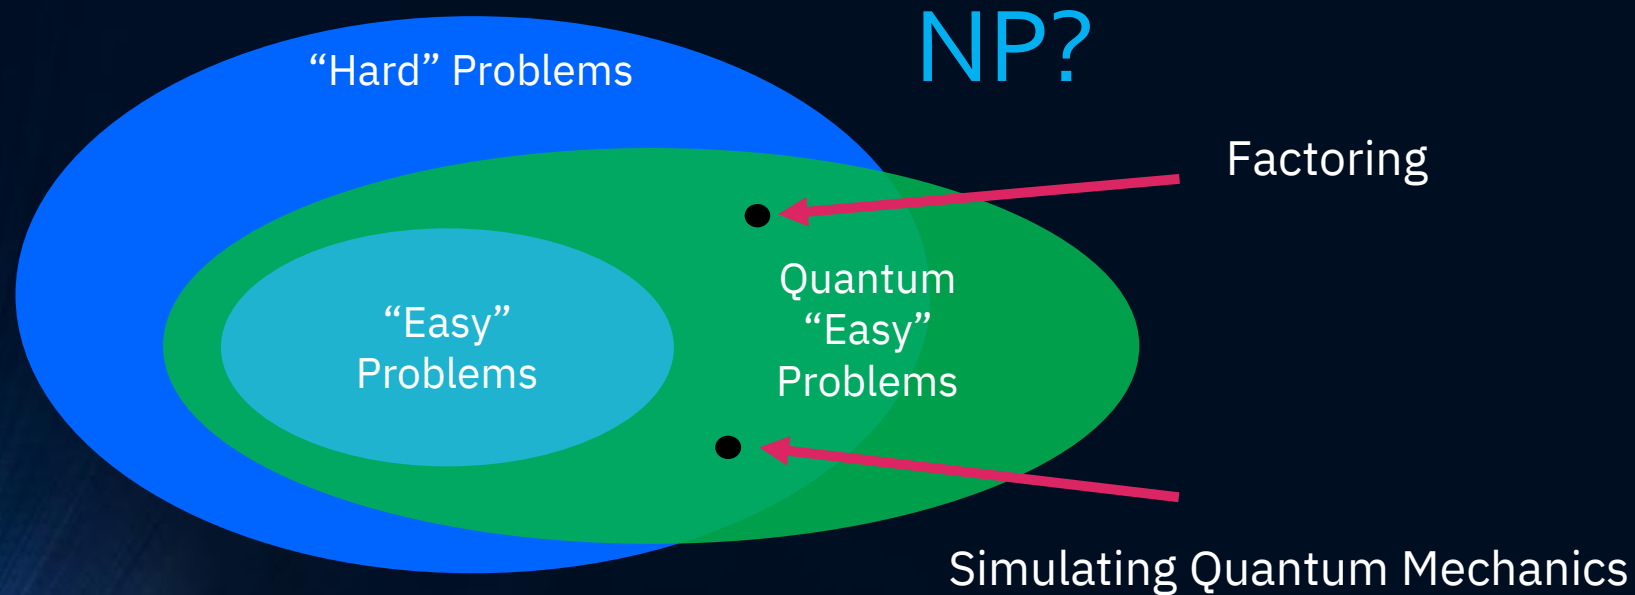 NP?
“Hard” Problems
Factoring
Quantum
“Easy”
Problems
“Easy”
Problems
Simulating Quantum Mechanics